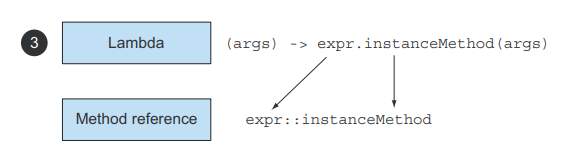 3 Lambda (args) -> expr.instanceMethod(args)
Method reference expr::instanceMethod